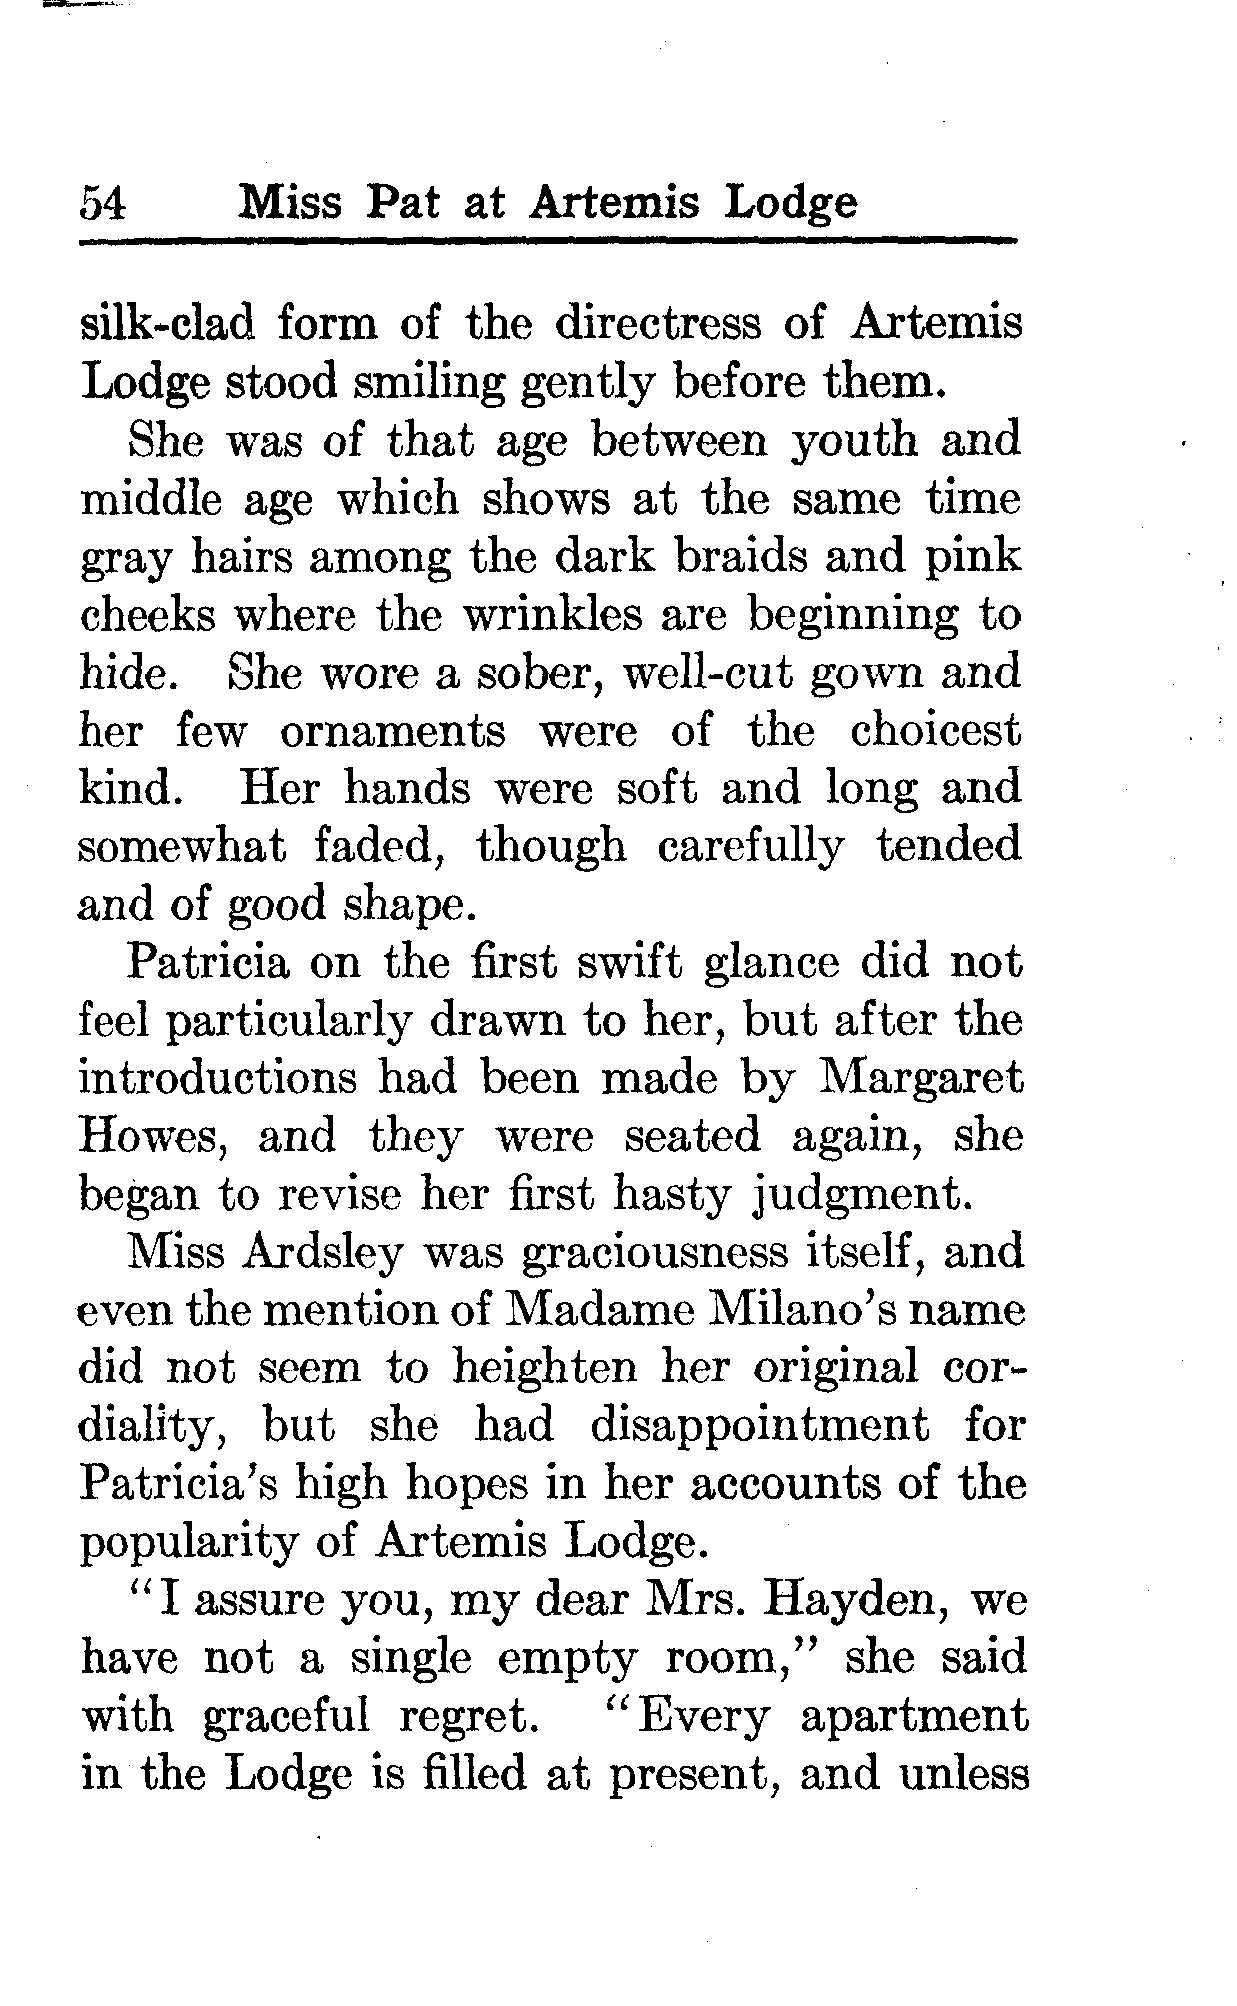 54 Miss Pat at Artemis Lodge
silk-clad form of the directress of Artemis
Lodge stood smiling gently before them.
She was of that age between youth and
middle age which shows at the same time
gray hairs among the dark braids and pink
cheeks where the wrinkles are beginning to
hide. She wore a sober, well-cut gown and
her few ornaments were of the choicest
kind. Her hands were soft and long and
somewhat faded, though carefully tended
and of good shape.
Patricia on the first swift glance did not
feel particularly drawn to her, but after the
introductions had been made by Margaret
Howes, and they were seated again, she
began to revise her first hasty judgment.
Miss Ardsley was graciousness itself, and
even the mention of Madame Milano's name
did not seem to heighten her original cor-
diality, but she had disappointment for
Patricia's high hopes in her accounts of the
popularity of Artemis Lodge.
"I assure you, my dear Mrs. Hayden, we
have not a single empty room," she said
with graceful regret. "Every apartment
in the Lodge is filled at present, and unless